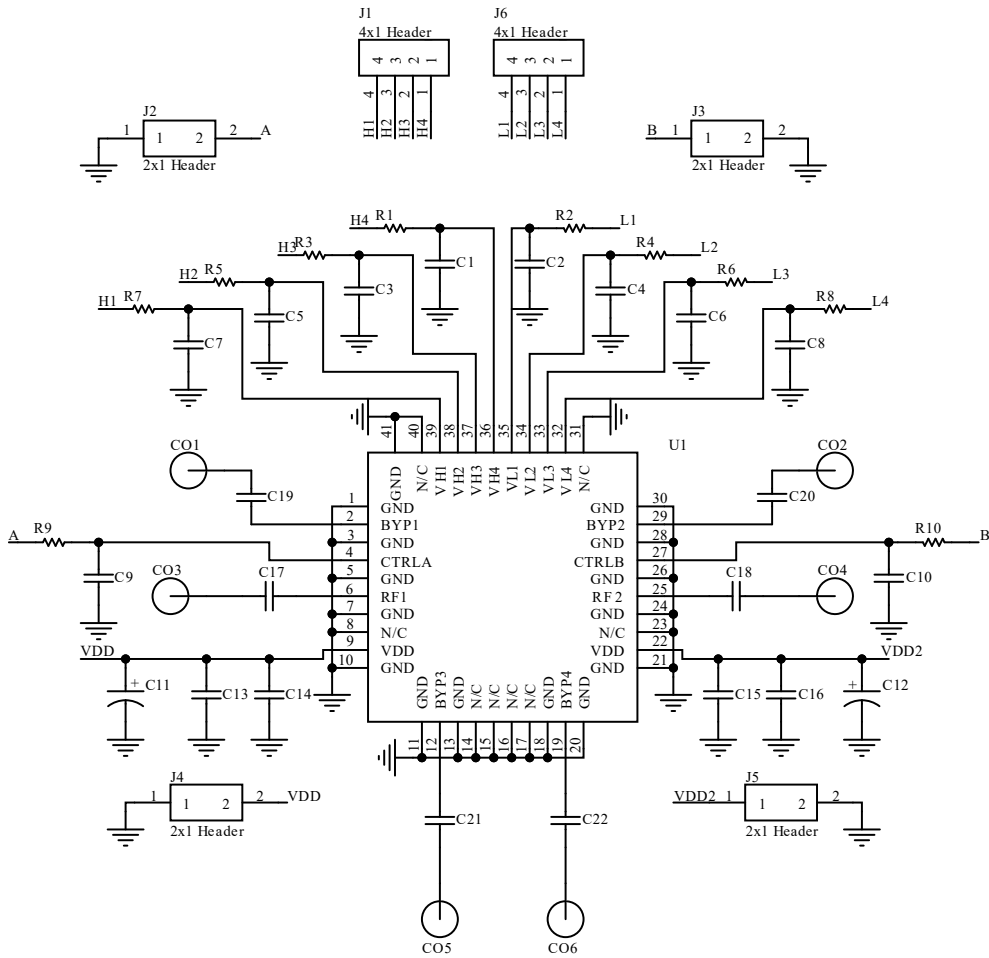 J1
4x1 Header
4 3 2 1
4 3 2 1
H1 H2 H3 H4
J6
4x1 Header
4 3 2 1
4 3 2 1
L1 L2 L3 L4
J2
1 1 2 2 A
2x1 Header
J3
B 1 1 2 2
2x1 Header
H4 R1 R2 L1
C1 C2
H3 R3 R4 L2
C3 C4
H2 R5 R6 L3
C5 C6
H1 R7 R8 L4
C7 C8
41 40 39 38 37 36 35 34 33 32 31
GND N/C VH1 VH2 VH3 VH4 VL1 VL2 VL3 VL4 N/C
U1
CO1 CO2
C19 C20
1 GND GND 30
2 BYP1 BYP2 29
3 GND GND 28
4 CTRLA CTRLB 27
5 GND GND 26
6 RF1 RF2 25
7 GND GND 24
8 N/C N/C 23
9 VDD VDD 22
10 GND GND 21
A R9 R10 B
C9 C10
CO3 C17 C18 CO4
VDD VDD2
+ C11 C13 C14
C15 C16 + C12
GND BYP3 GND N/C N/C N/C N/C GND BYP4 GND
11 12 13 14 15 16 17 18 19 20
J4
1 1 2 2 VDD
2x1 Header
J5
VDD2 1 1 2 2
2x1 Header
C21 C22
CO5 CO6